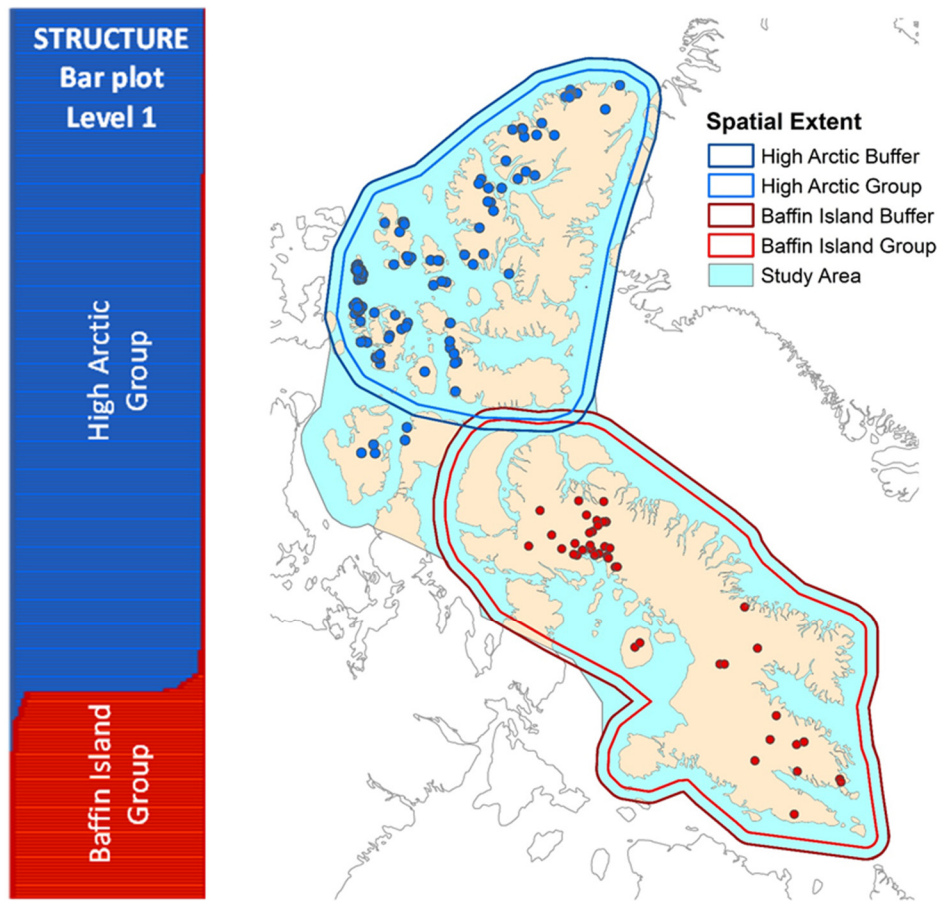 STRUCTURE
Bar plot
Level 1
High Arctic
Group
Baffin Island
Group
Spatial Extent
High Arctic Buffer
High Arctic Group
Baffin Island Buffer
Baffin Island Group
Study Area